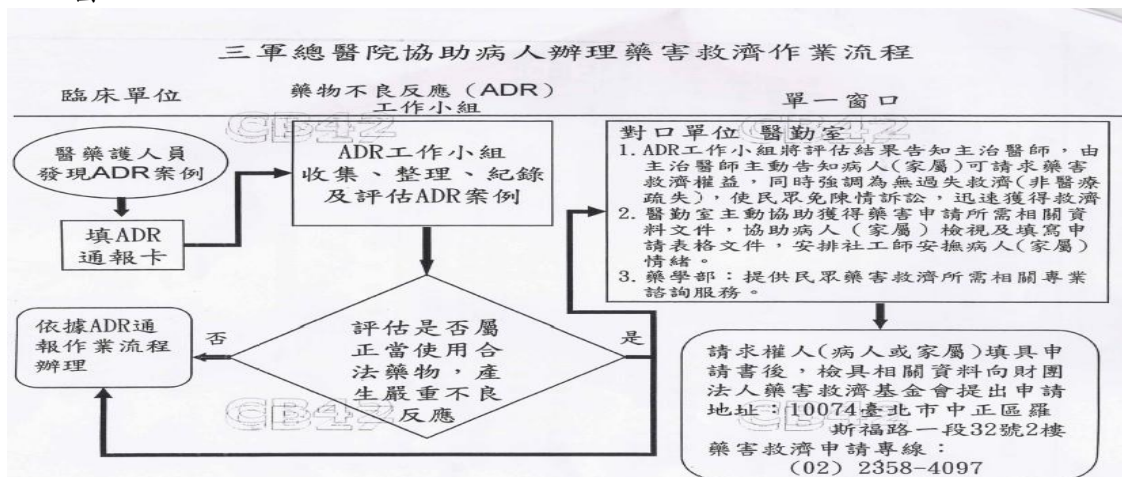 三軍總醫院協助病人辦理藥害救濟作業流程
臨床單位
藥物不良反應（ADR）
工作小組
單一窗口
醫藥護人員
發現ADR案例
填ADR
通報卡
ADR工作小組
收集、整理、紀錄
及評估ADR案例
評估是否屬
正當使用合
法藥物，產
生嚴重不良
反應
否
是
依據ADR通
報作業流程
辦理
對口單位 醫勤室
1. ADR工作小組將評估結果告知主治醫師，由
主治醫師主動告知病人(家屬)可請求藥害
救濟權益，同時強調為無過失救濟(非醫療
疏失)，使民眾免陳情訴訟，迅速獲得救濟
2. 醫勤室主動協助獲得藥害申請所需相關資
料文件，協助病人（家屬）檢視及填寫申
請表格文件，安排社工師安撫病人(家屬)
情緒。
3. 藥學部：提供民眾藥害救濟所需相關專業
諮詢服務。
請求權人(病人或家屬)填具申
請書後，檢具相關資料向財團
法人藥害救濟基金會提出申請
地址：10074臺北市中正區羅
斯福路一段32號2樓
藥害救濟申請專線：
(02) 2358-4097
CB42
CB42
CB42
CB42